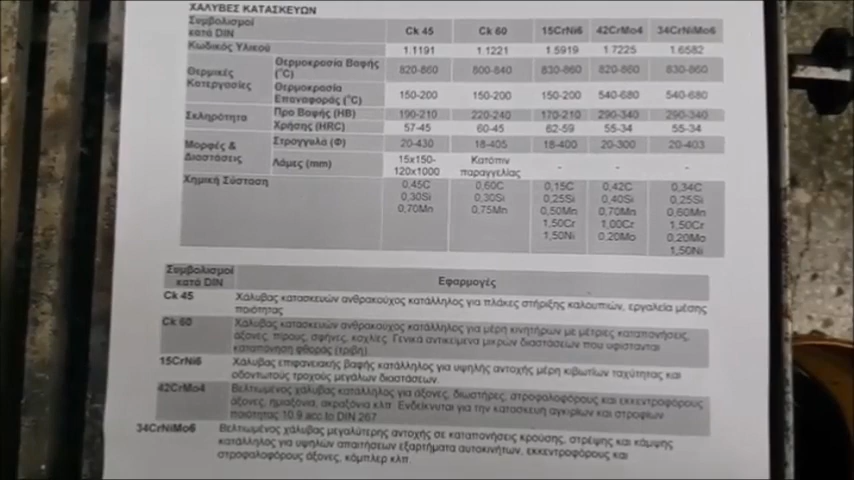 ΧΑΛΥΒΕΣ ΚΑΤΑΣΚΕΥΩΝ
Συμβολισμοί κατά DIN Ck 45 Ck 60 15CrNi6 42CrMo4 34CrNiMo6
Κωδικός Υλικού 1.1191 1.1221 1.5919 1.7225 1.6582
Θερμικές Κατεργασίες Θερμοκρασία Βαφής (°C) 820-860 800-840 830-860 820-860 830-860
Θερμοκρασία Επαναφοράς (°C) 150-200 150-200 150-200 540-680 540-680
Σκληρότητα Προ Βαφής (HB) 190-210 220-240 170-210 290-340 290-340
Χρήσης (HRC) 57-45 60-45 62-59 55-34 55-34
Μορφές & Διαστάσεις Στρογγυλά (Φ) 20-430 18-405 18-400 20-300 20-403
Λάμες (mm) 15x150-120x1000 Κατόπιν παραγγελίας - - -
Χημική Σύσταση 0,45C 0,60C 0,15C 0,42C 0,34C
0,30Si 0,30Si 0,25Si 0,40Si 0,25Si
0,70Mn 0,75Mn 0,50Mn 0,70Mn 0,60Mn
1,50Cr 1,00Cr 1,50Cr
1,50Ni 0,20Mo 0,20Mo
1,50Ni
Συμβολισμοί κατά DIN Εφαρμογές
Ck 45 Χάλυβας κατασκευών ανθρακούχος κατάλληλος για πλάκες στήριξης καλουπιών, εργαλεία μέσης
ποιότητας
Ck 60 Χάλυβας κατασκευών ανθρακούχος κατάλληλος για μέρη κινητήρων με μέτριες καταπονήσεις,
άξονες, πίρους, σφήνες, κοχλίες. Γενικά αντικείμενα μικρών διαστάσεων που υφίστανται
καταπόνηση φθοράς (τριβή)
15CrNi6 Χάλυβας επιφανειακής βαφής κατάλληλος για υψηλής αντοχής μέρη κιβωτίων ταχύτητας και
οδοντωτούς τροχούς μεγάλων διαστάσεων.
42CrMo4 Βελτιωμένος χάλυβας κατάλληλος για άξονες, διωστήρες, στροφαλοφόρους και εκκεντροφόρους
άξονες, ημιαξόνια, ακραξόνια κλπ. Ενδείκνυται για την κατασκευή αγκιρίων και στροφίων
ποιότητας 10.9 acc to DIN 267
34CrNiMo6 Βελτιωμένος χάλυβας μεγαλύτερης αντοχής σε καταπονήσεις κρούσης, στρέψης και κάμψης
κατάλληλος για υψηλών απαιτήσεων εξαρτήματα αυτοκινήτων, εκκεντροφόρους και
στροφαλοφόρους άξονες, κόμπλερ κλπ.